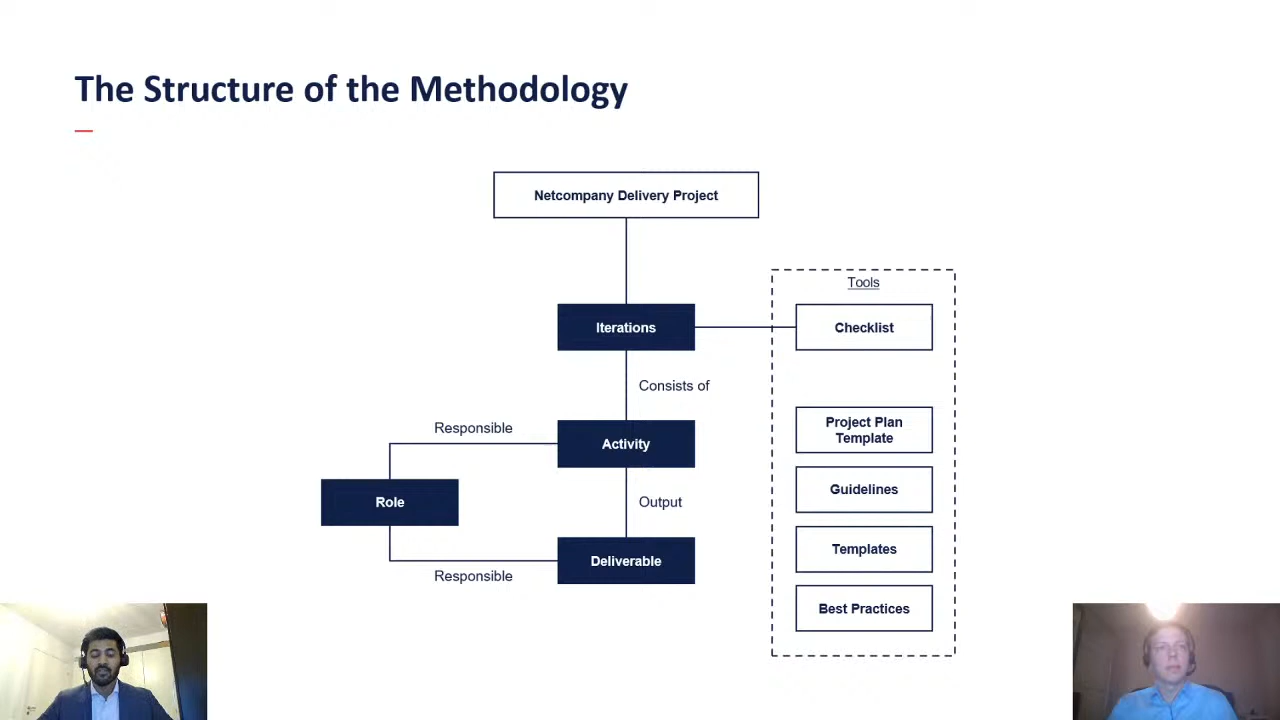 The Structure of the Methodology
Netcompany Delivery Project
Tools
Iterations
Checklist
Consists of
Responsible
Activity
Project Plan
Template
Role
Output
Guidelines
Deliverable
Templates
Responsible
Best Practices